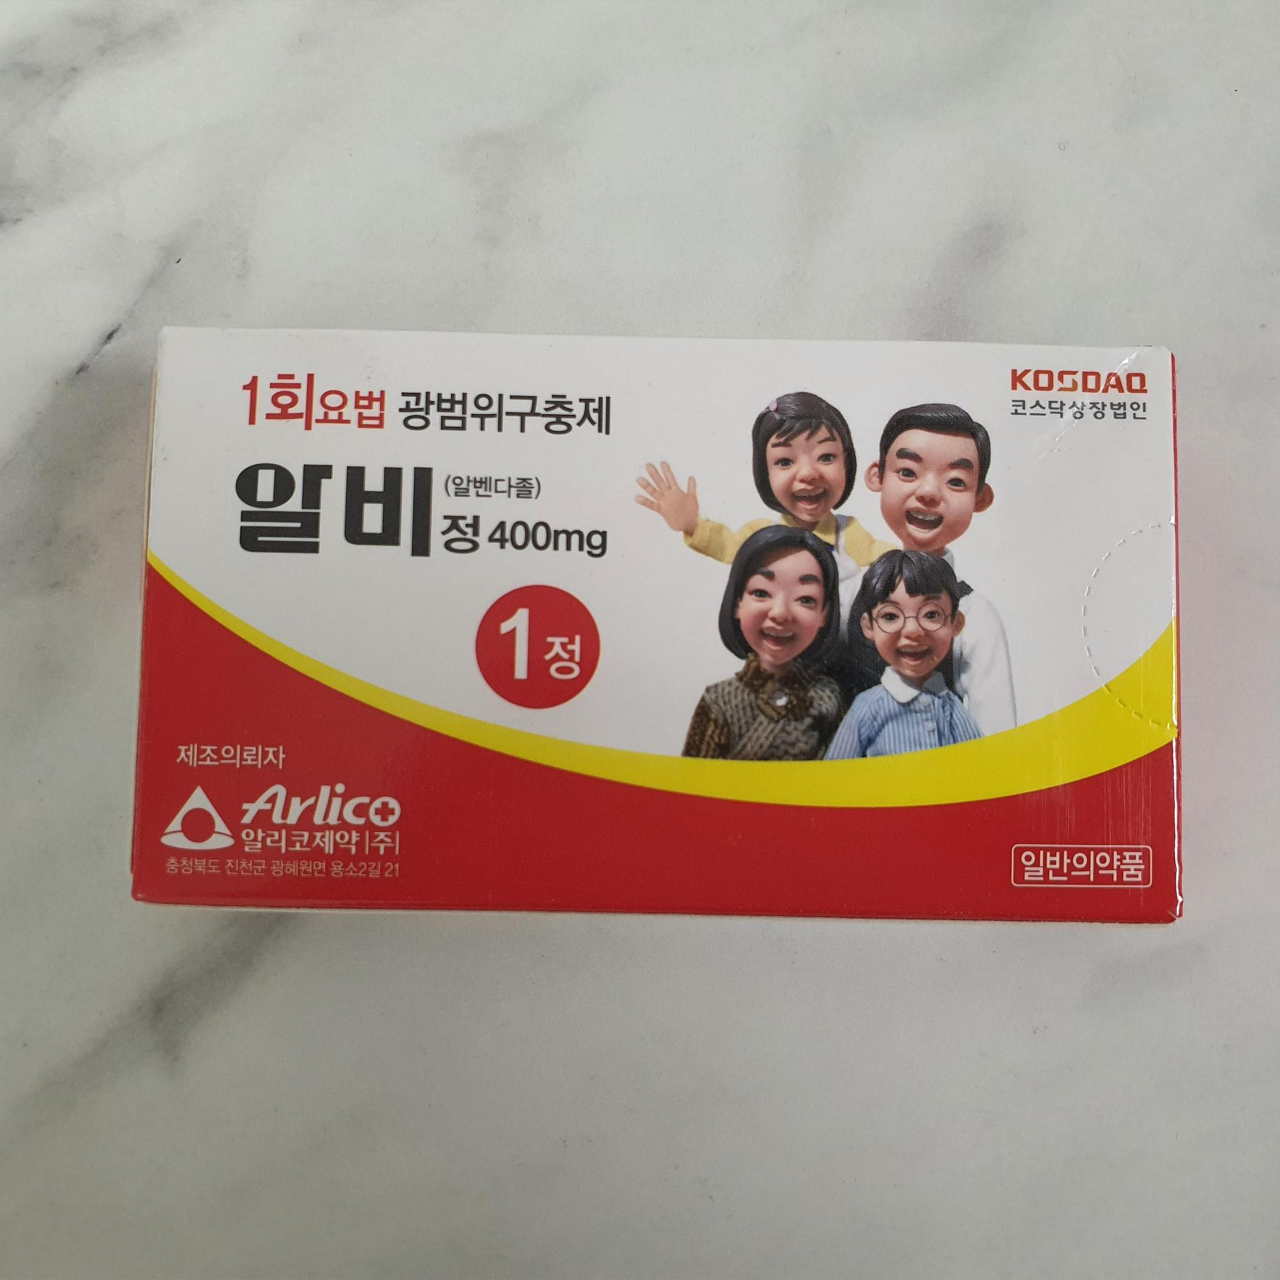 1회요법 광범위구충제
알비정 400mg
(알벤다졸)
1정
KOSDAQ
코스닥상장법인
제조의뢰자
Arlico
알리코제약|주|
충청북도 진천군 광혜원면 용소2길 21
일반의약품